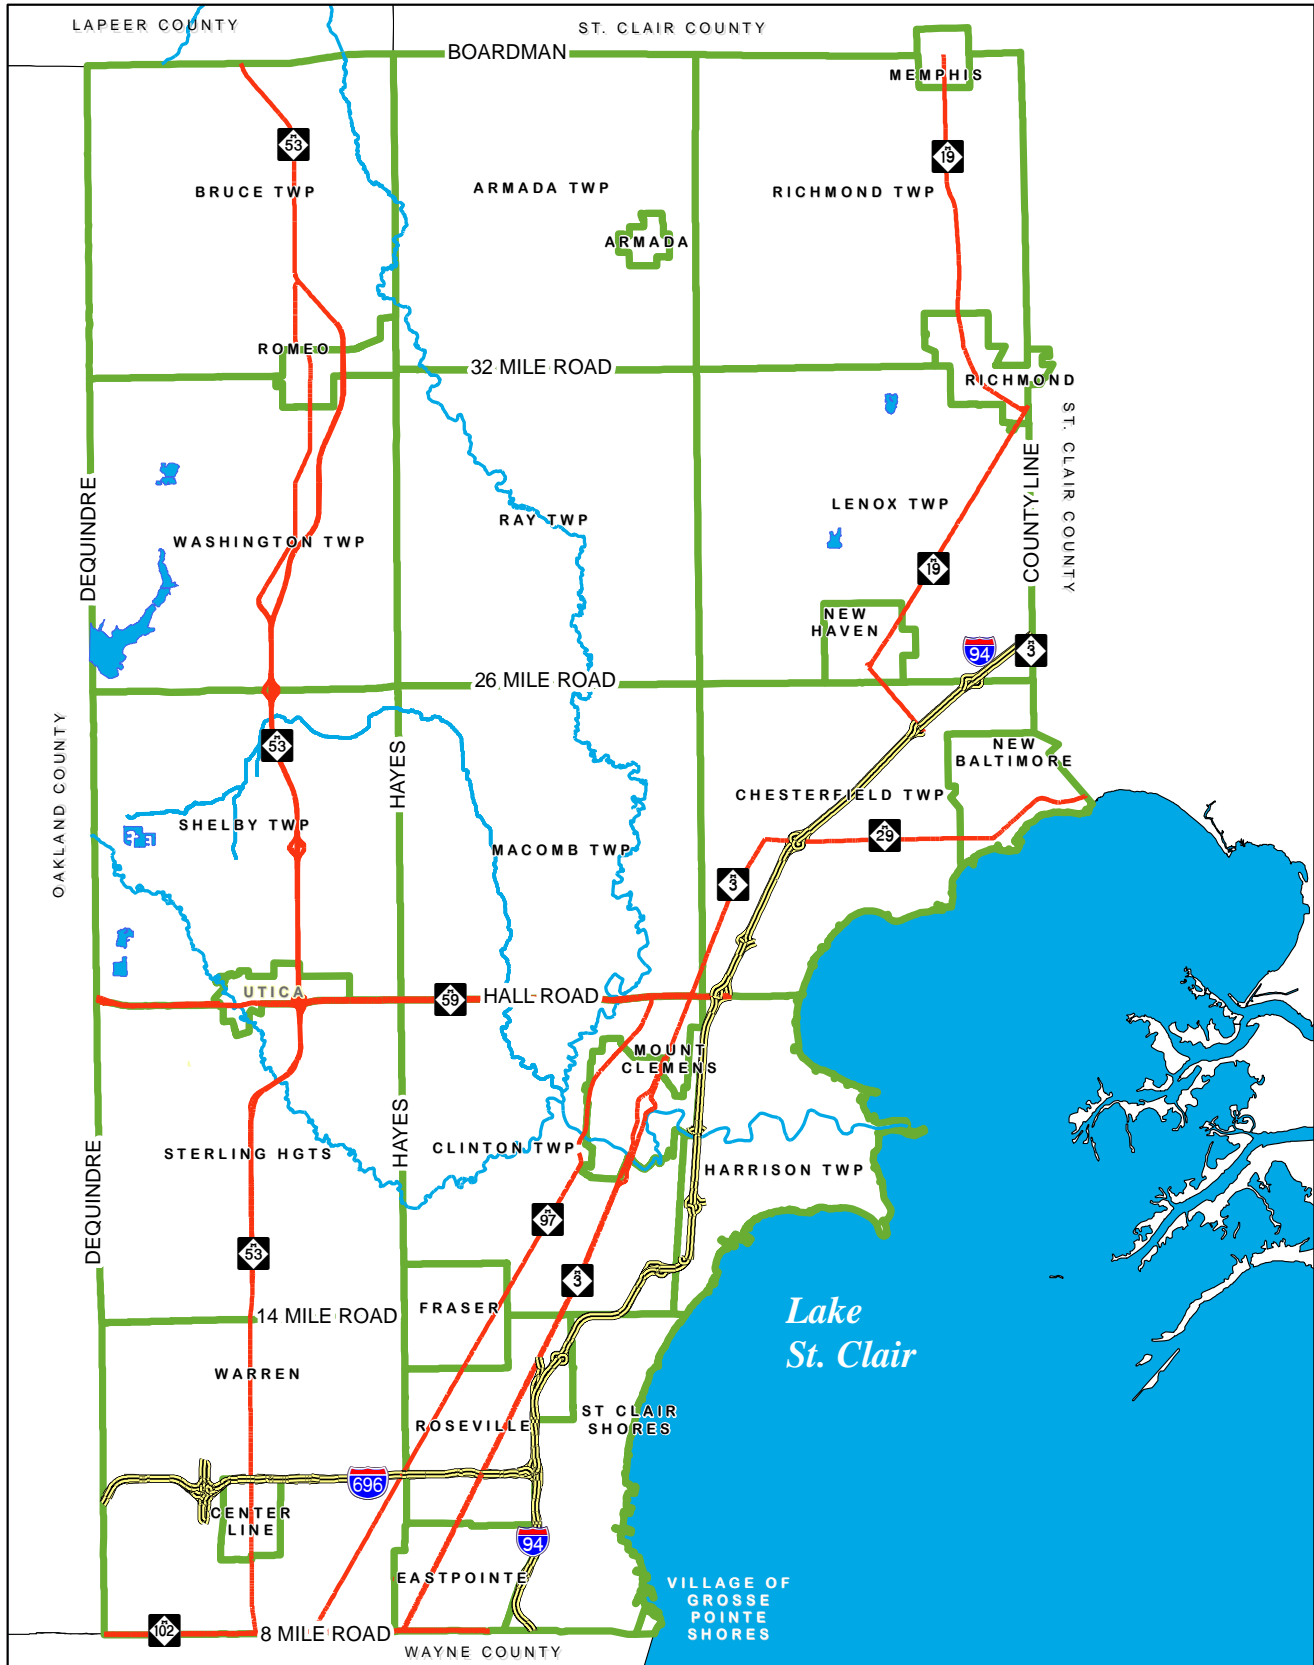 LAPEER COUNTY
ST. CLAIR COUNTY
BOARDMAN
MEMPHIS
M
53
M
19
BRUCE TWP
ARMADA TWP
RICHMOND TWP
ARMADA
ROMEO
32 MILE ROAD
RICHMOND
ST. CLAIR COUNTY
DEQUINDRE
COUNTY LINE
LENOX TWP
RAY TWP
WASHINGTON TWP
M
19
NEW
HAVEN
94
M
3
26 MILE ROAD
OAKLAND COUNTY
M
53
HAYES
NEW
BALTIMORE
CHESTERFIELD TWP
SHELBY TWP
M
29
MACOMB TWP
M
3
UTICA
M
59
HALL ROAD
MOUNT
CLEMENS
HAYES
DEQUINDRE
STERLING HGTS
CLINTON TWP
HARRISON TWP
M
97
M
53
M
3
FRASER
14 MILE ROAD
Lake
St. Clair
WARREN
ROSEVILLE
ST CLAIR
SHORES
696
CENTER
LINE
94
EASTPOINTE
VILLAGE OF
GROSSE
POINTE
SHORES
M
102
8 MILE ROAD
WAYNE COUNTY